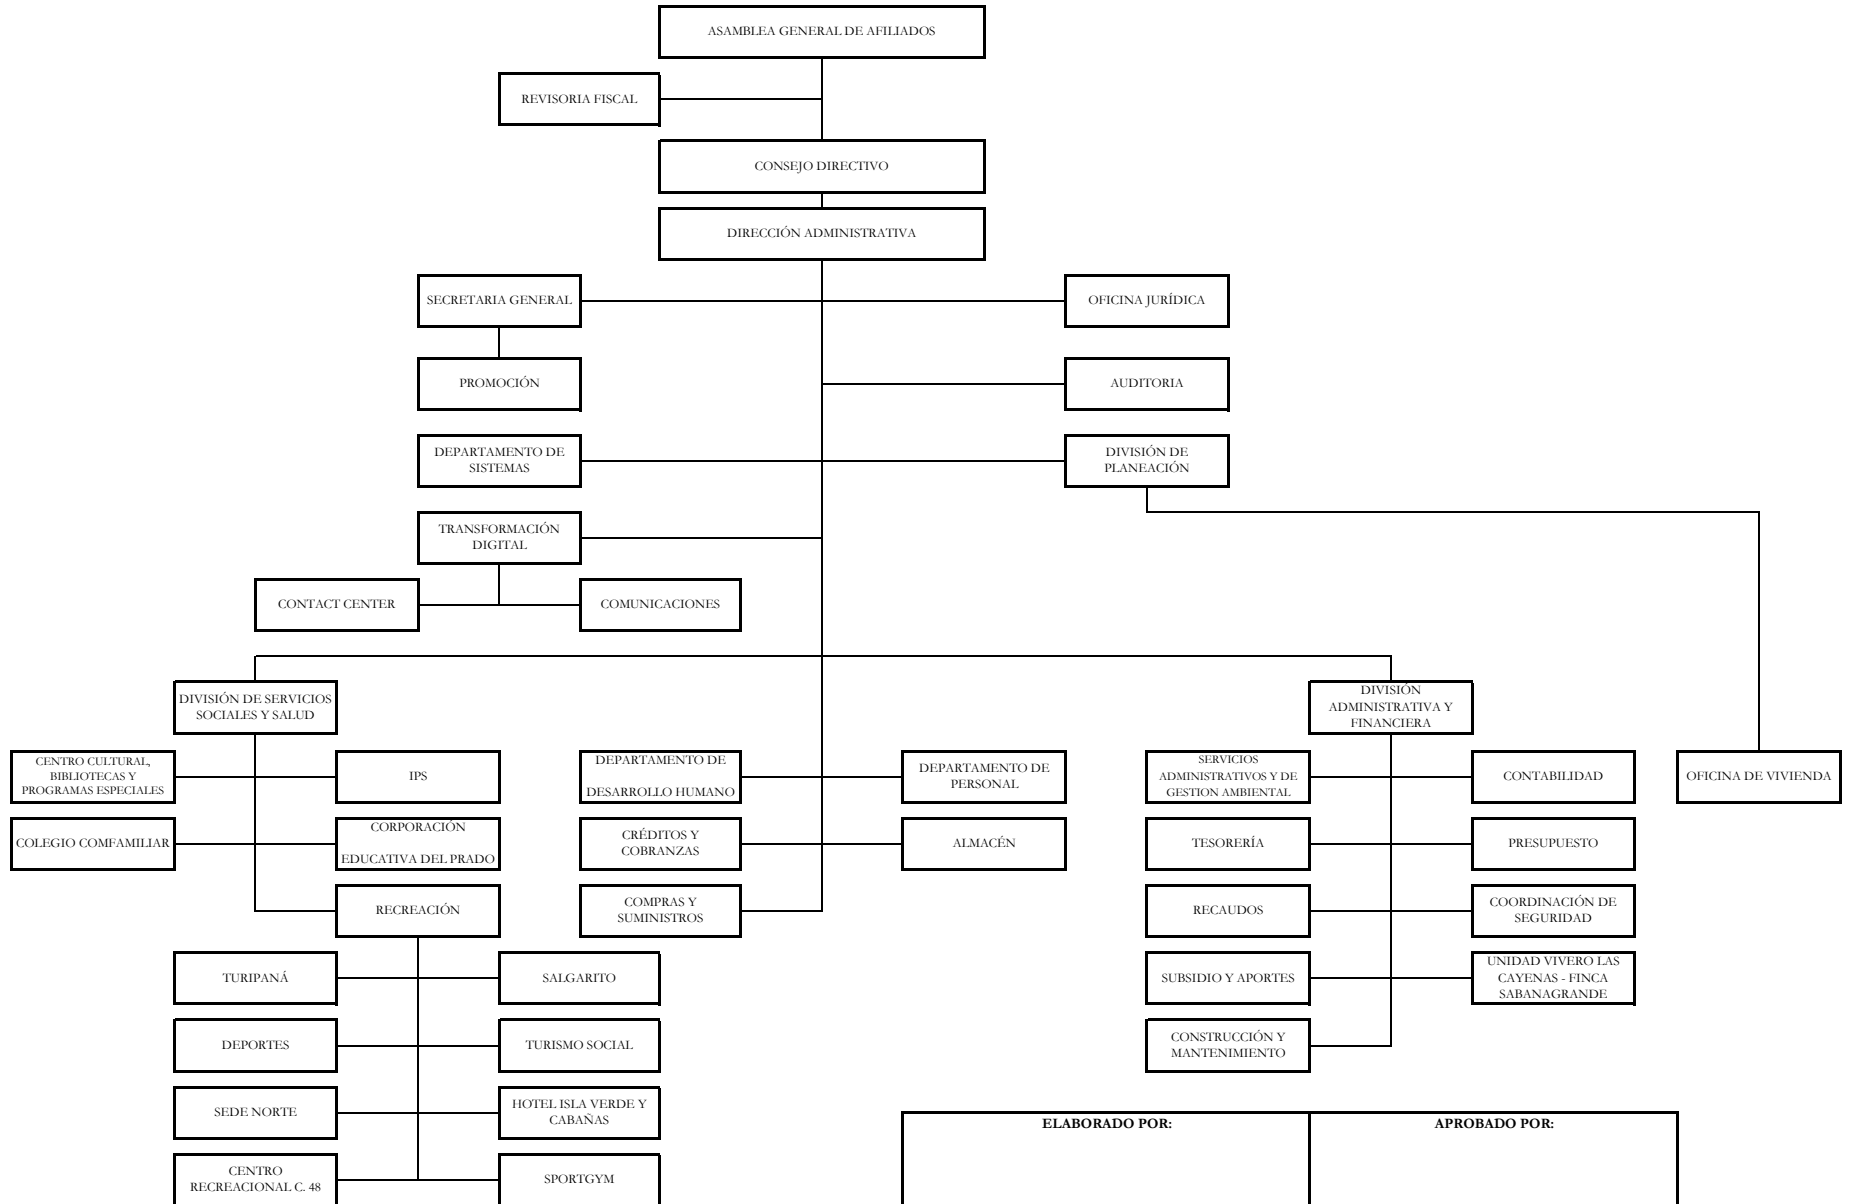 ASAMBLEA GENERAL DE AFILIADOS
REVISORIA FISCAL
CONSEJO DIRECTIVO
DIRECCIÓN ADMINISTRATIVA
SECRETARIA GENERAL
OFICINA JURÍDICA
PROMOCIÓN
AUDITORIA
DEPARTAMENTO DE
SISTEMAS
DIVISIÓN DE
PLANEACIÓN
TRANSFORMACIÓN
DIGITAL
CONTACT CENTER
COMUNICACIONES
DIVISIÓN DE SERVICIOS
SOCIALES Y SALUD
DIVISIÓN
ADMINISTRATIVA Y
FINANCIERA
CENTRO CULTURAL,
BIBLIOTECAS Y
PROGRAMAS ESPECIALES
IPS
DEPARTAMENTO DE
DESARROLLO HUMANO
DEPARTAMENTO DE
PERSONAL
SERVICIOS
ADMINISTRATIVOS Y DE
GESTION AMBIENTAL
CONTABILIDAD
OFICINA DE VIVIENDA
COLEGIO COMFAMILIAR
CORPORACIÓN
EDUCATIVA DEL PRADO
CRÉDITOS Y
COBRANZAS
ALMACÉN
TESORERÍA
PRESUPUESTO
RECREACIÓN
COMPRAS Y
SUMINISTROS
RECAUDOS
COORDINACIÓN DE
SEGURIDAD
TURIPANÁ
SALGARITO
SUBSIDIO Y APORTES
UNIDAD VIVERO LAS
CAYENAS - FINCA
SABANAGRANDE
DEPORTES
TURISMO SOCIAL
CONSTRUCCIÓN Y
MANTENIMIENTO
SEDE NORTE
HOTEL ISLA VERDE Y
CABAÑAS
ELABORADO POR:
APROBADO POR:
CENTRO
RECREACIONAL C. 48
SPORTGYM